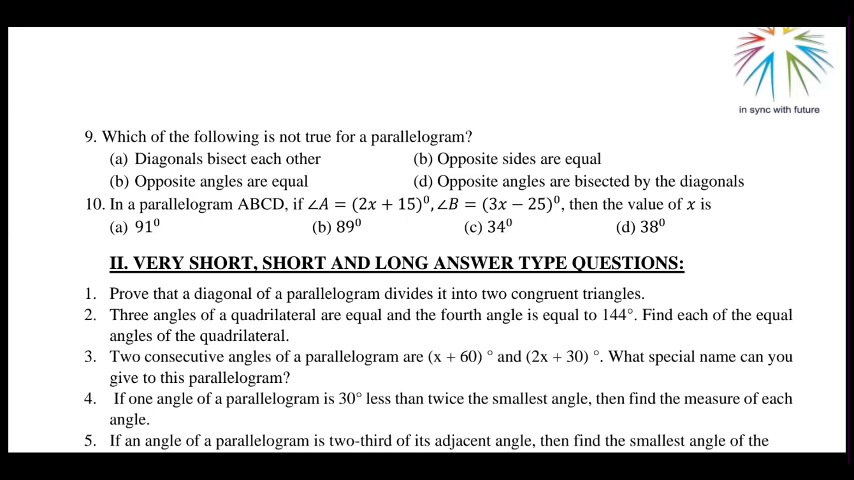 in sync with future
9. Which of the following is not true for a parallelogram?
(a) Diagonals bisect each other (b) Opposite sides are equal
(b) Opposite angles are equal (d) Opposite angles are bisected by the diagonals
10. In a parallelogram ABCD, if ∠A = (2x + 15)⁰, ∠B = (3x − 25)⁰, then the value of x is
(a) 91⁰ (b) 89⁰ (c) 34⁰ (d) 38⁰
II. VERY SHORT, SHORT AND LONG ANSWER TYPE QUESTIONS:
1. Prove that a diagonal of a parallelogram divides it into two congruent triangles.
2. Three angles of a quadrilateral are equal and the fourth angle is equal to 144°. Find each of the equal
angles of the quadrilateral.
3. Two consecutive angles of a parallelogram are (x + 60) ° and (2x + 30) °. What special name can you
give to this parallelogram?
4. If one angle of a parallelogram is 30° less than twice the smallest angle, then find the measure of each
angle.
5. If an angle of a parallelogram is two-third of its adjacent angle, then find the smallest angle of the